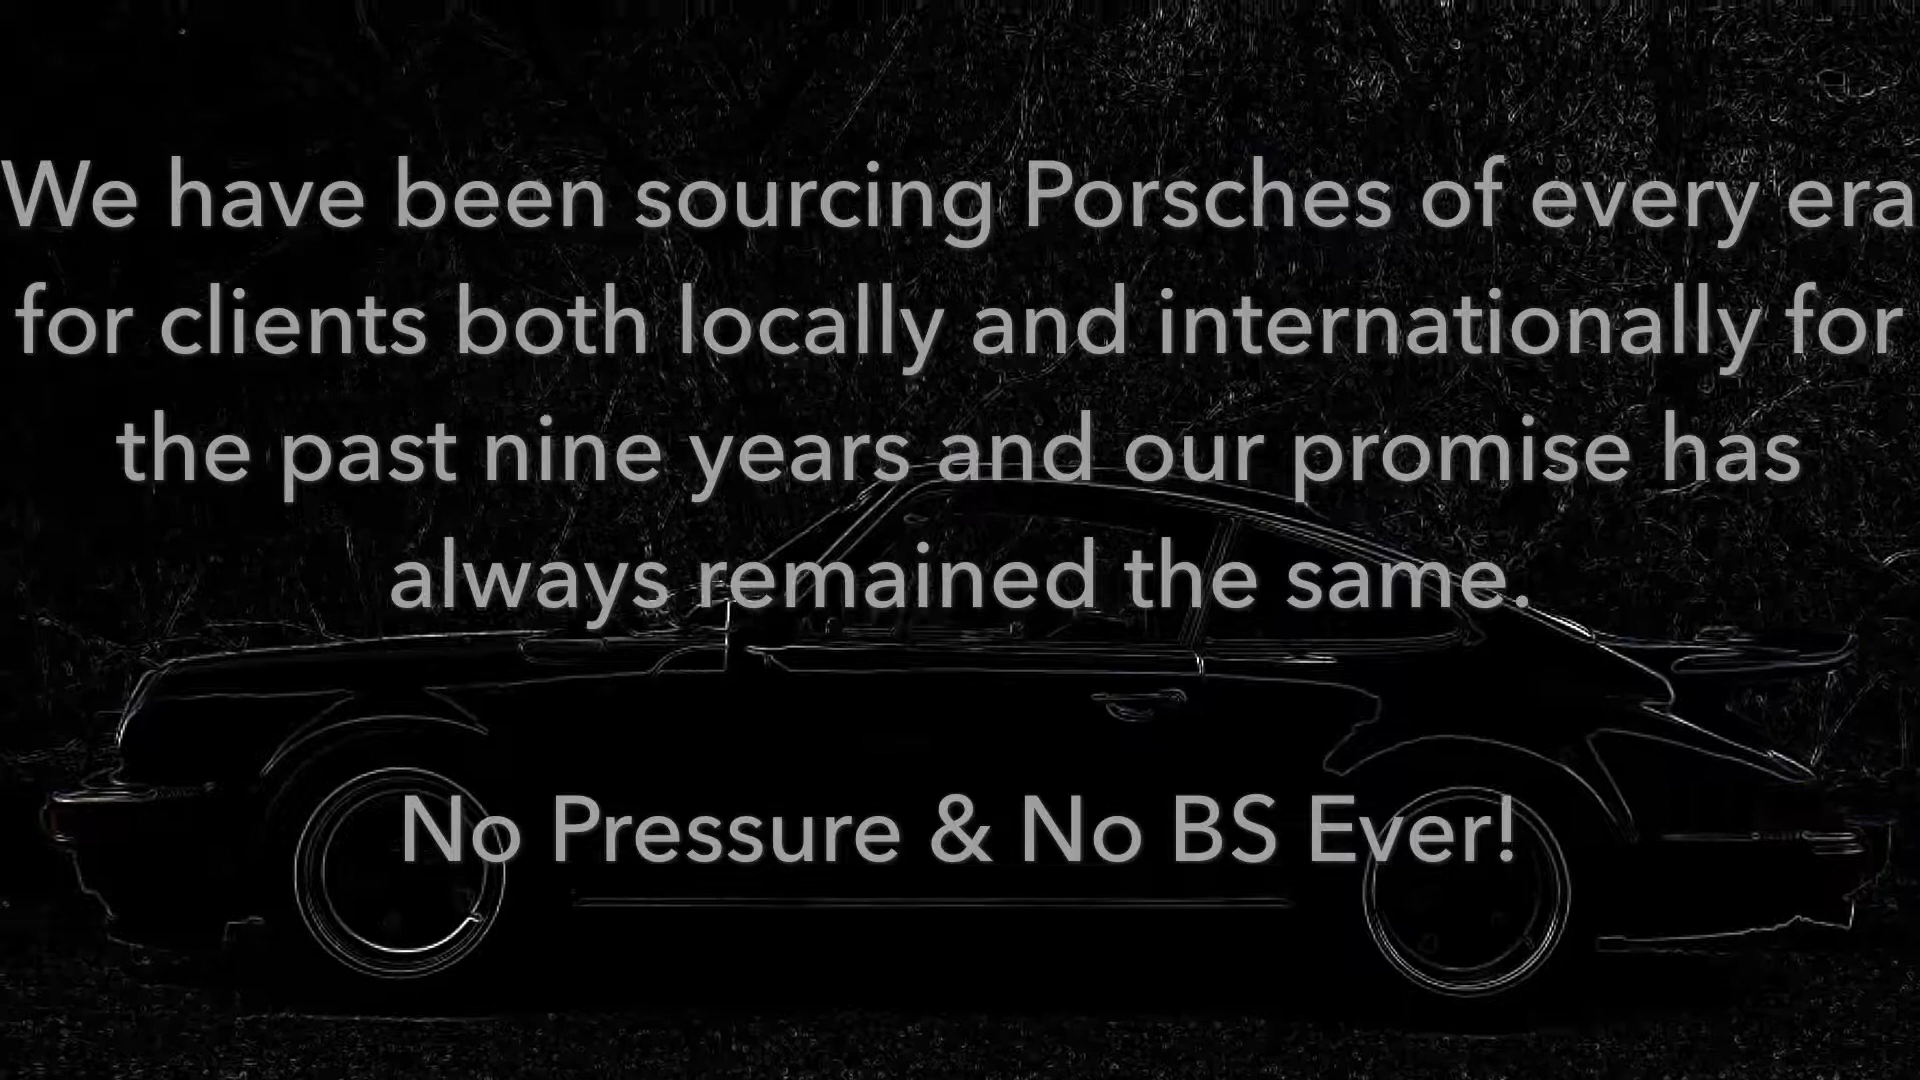 We have been sourcing Porsches of every era
for clients both locally and internationally for
the past nine years and our promise has
always remained the same.
No Pressure & No BS Ever!